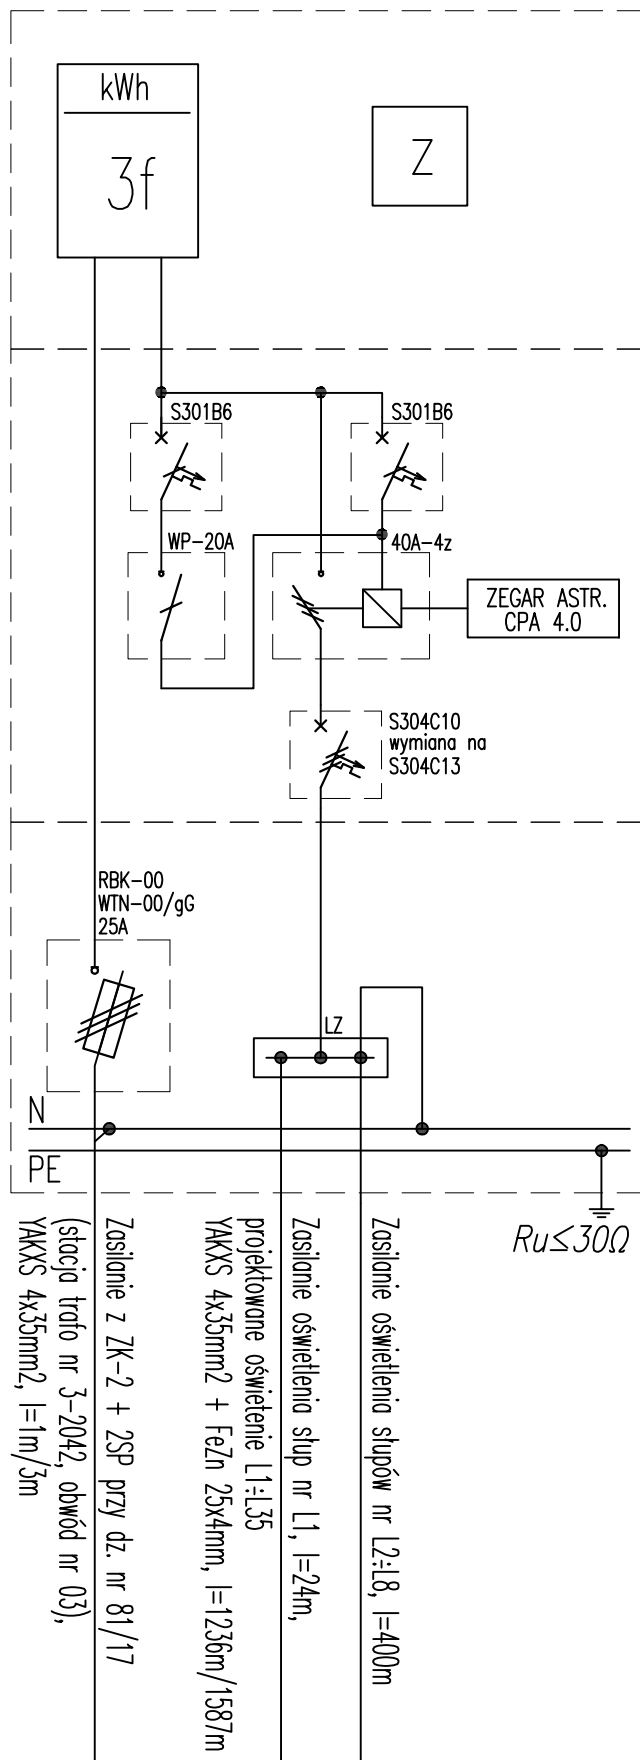 kWh
3f
Z
S301B6
S301B6
WP-20A
40A-4z
ZEGAR ASTR.
CPA 4.0
S304C10
wymiana na
S304C13
RBK-00
WTN-00/gG
25A
LZ
N
PE
Ru≤30Ω
Zasilanie z ZK-2 + 2SP przy dz. nr 81/17
(stacja trafo nr 3-2042, obwód nr 03),
YAKXS 4x35mm2, l=1m/3m
Zasilanie oświetlenia słup nr L1, l=24m,
projektowane oświetenie L1÷L35
YAKXS 4x35mm2 + FeZn 25x4mm, l=1236m/1587m
Zasilanie oświetlenia słupów nr L2÷L8, l=400m